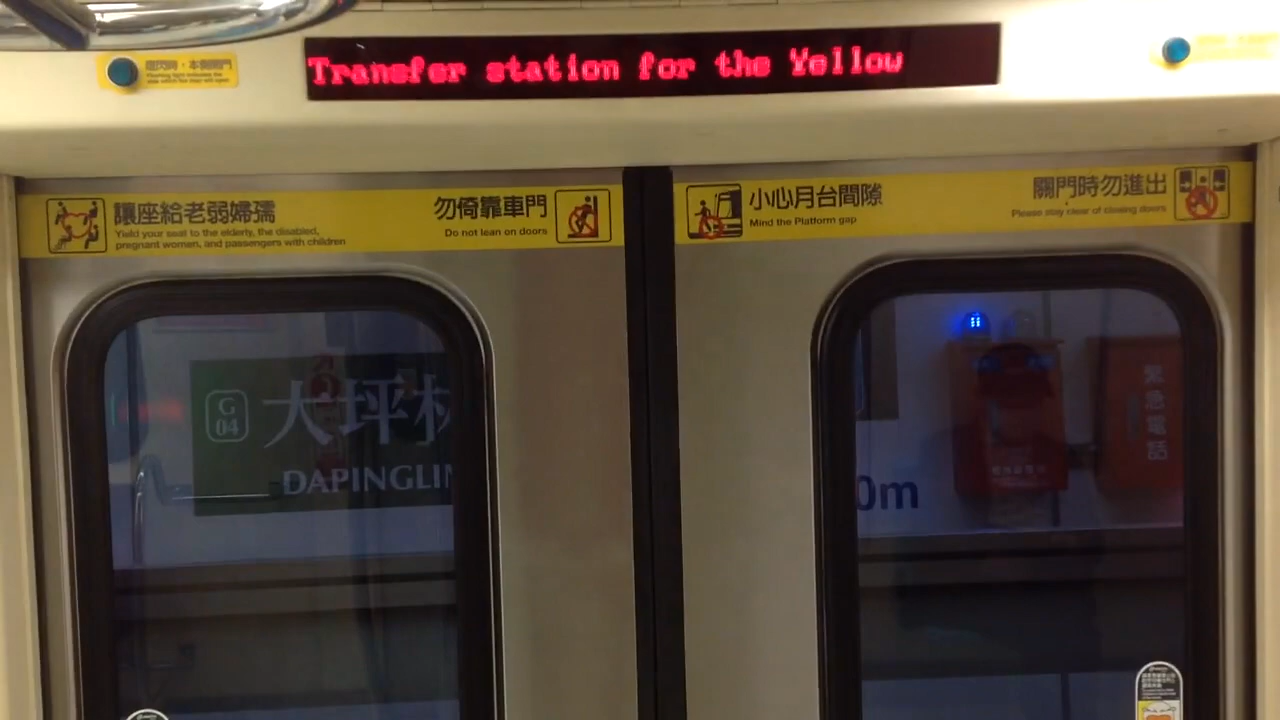 Transfer station for the Yellow
讓座給老弱婦孺
Yield your seat to the elderly, the disabled,
pregnant women, and passengers with children
勿倚靠車門
Do not lean on doors
小心月台間隙
Mind the Platform gap
關門時勿進出
Please stay clear of closing doors
G
04
大坪林
DAPINGLIN
0m
緊急電話